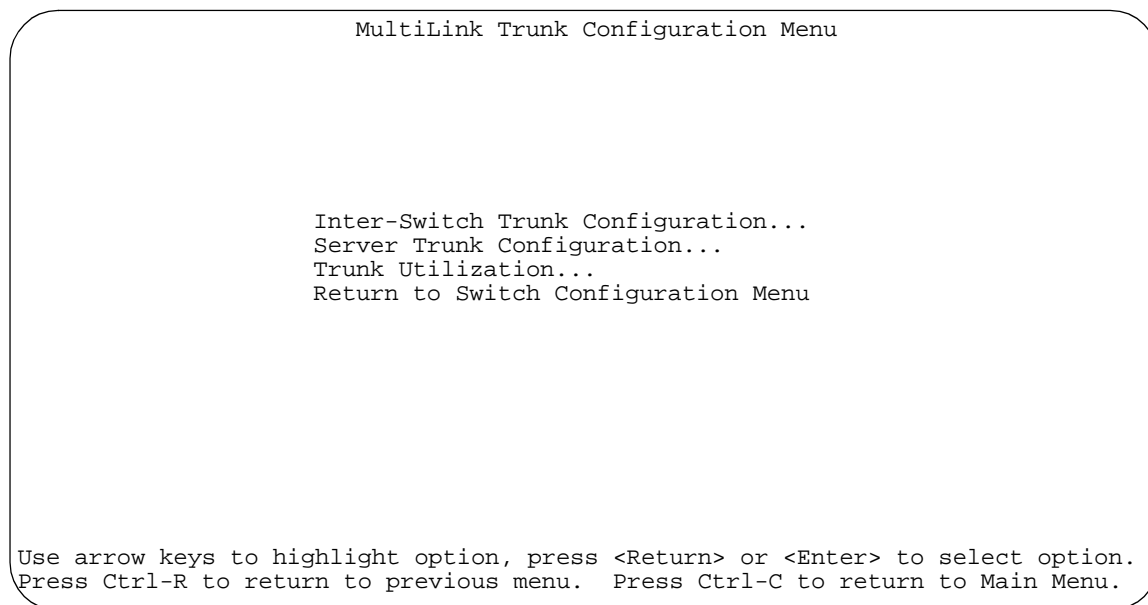 MultiLink Trunk Configuration Menu
Inter-Switch Trunk Configuration...
Server Trunk Configuration...
Trunk Utilization...
Return to Switch Configuration Menu
Use arrow keys to highlight option, press <Return> or <Enter> to select option.
Press Ctrl-R to return to previous menu.  Press Ctrl-C to return to Main Menu.